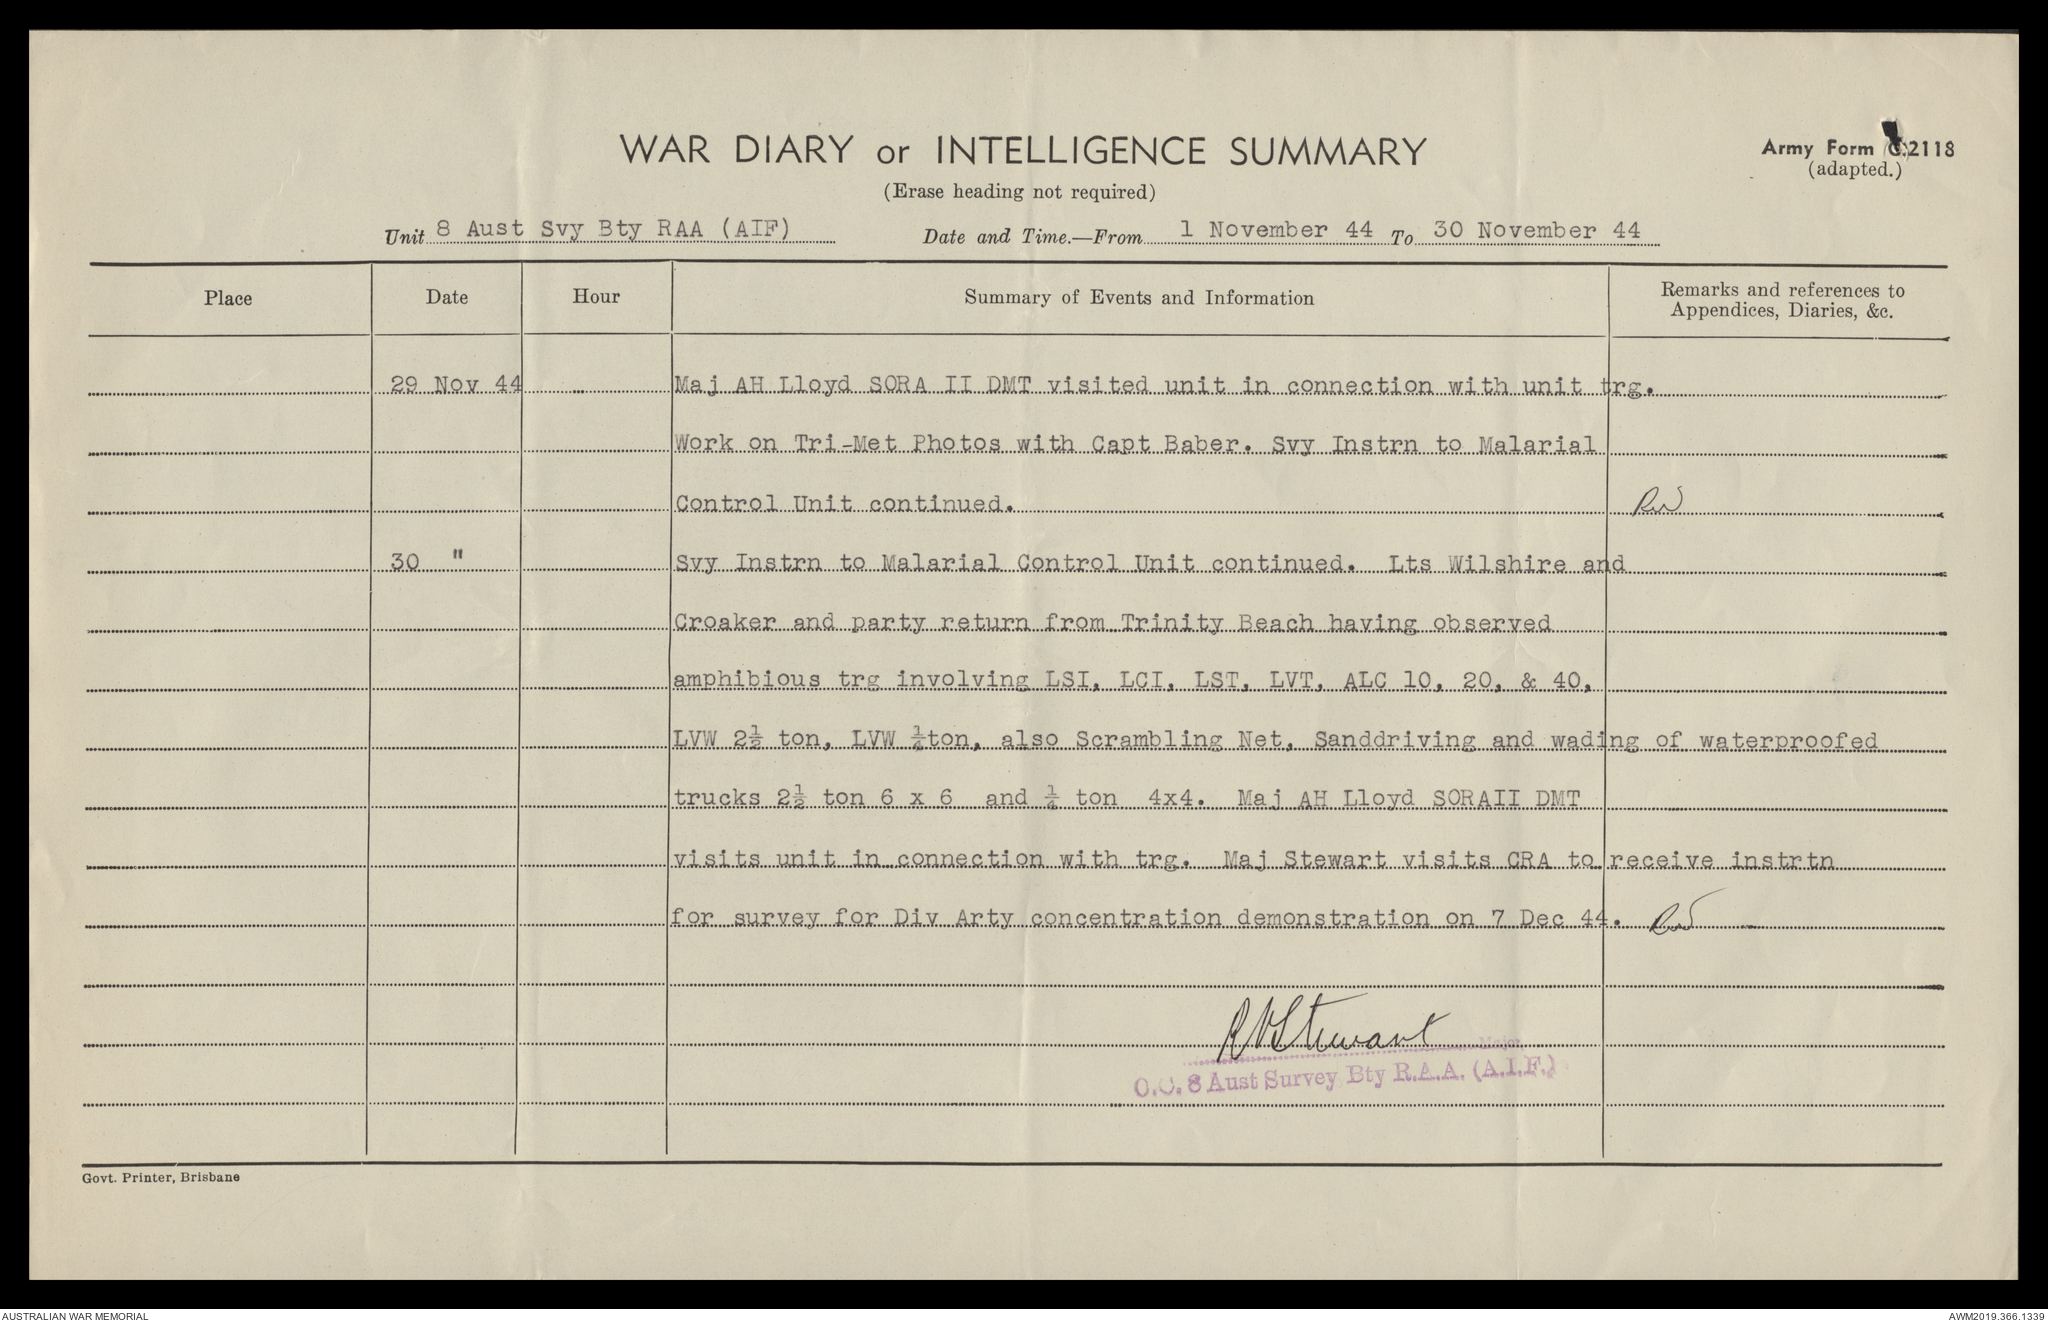 WAR DIARY or INTELLIGENCE SUMMARY
Army Form C.2118
(adapted.)
(Erase heading not required)
Unit 8 Aust Svy Bty RAA (AIF) Date and Time.—From 1 November 44 To 30 November 44
Place Date Hour Summary of Events and Information Remarks and references to
Appendices, Diaries, &c.
29 Nov 44 Maj AH Lloyd SORA II DMT visited unit in connection with unit trg.
Work on Tri-Met Photos with Capt Baber. Svy Instrn to Malarial
Control Unit continued.
30 " Svy Instrn to Malarial Control Unit continued. Lts Wilshire and
Croaker and party return from Trinity Beach having observed
amphibious trg involving LSI, LCI, LST, LVT, ALC 10, 20, & 40,
LVW 2½ ton, LVW ¼ton, also Scrambling Net, Sanddriving and wading of waterproofed
trucks 2½ ton 6 x 6 and ¼ ton 4x4. Maj AH Lloyd SORAII DMT
visits unit in connection with trg. Maj Stewart visits CRA to receive instrtn
for survey for Div Arty concentration demonstration on 7 Dec 44.
Stewart
Major,
O.C. 8 Aust Survey Bty R.A.A. (A.I.F.)
Govt. Printer, Brisbane
AUSTRALIAN WAR MEMORIAL AWM2019.366.1339